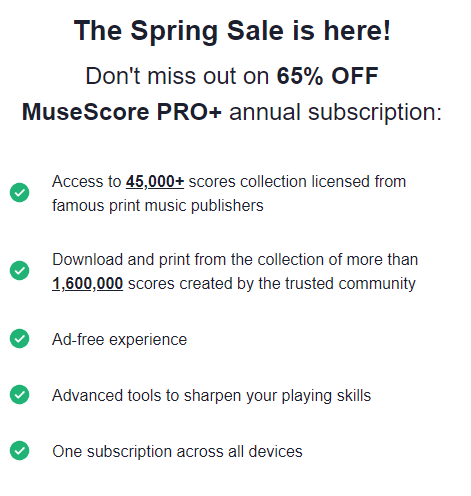 The Spring Sale is here!
Don't miss out on 65% OFF
MuseScore PRO+ annual subscription:
Access to 45,000+ scores collection licensed from
famous print music publishers
Download and print from the collection of more than
1,600,000 scores created by the trusted community
Ad-free experience
Advanced tools to sharpen your playing skills
One subscription across all devices